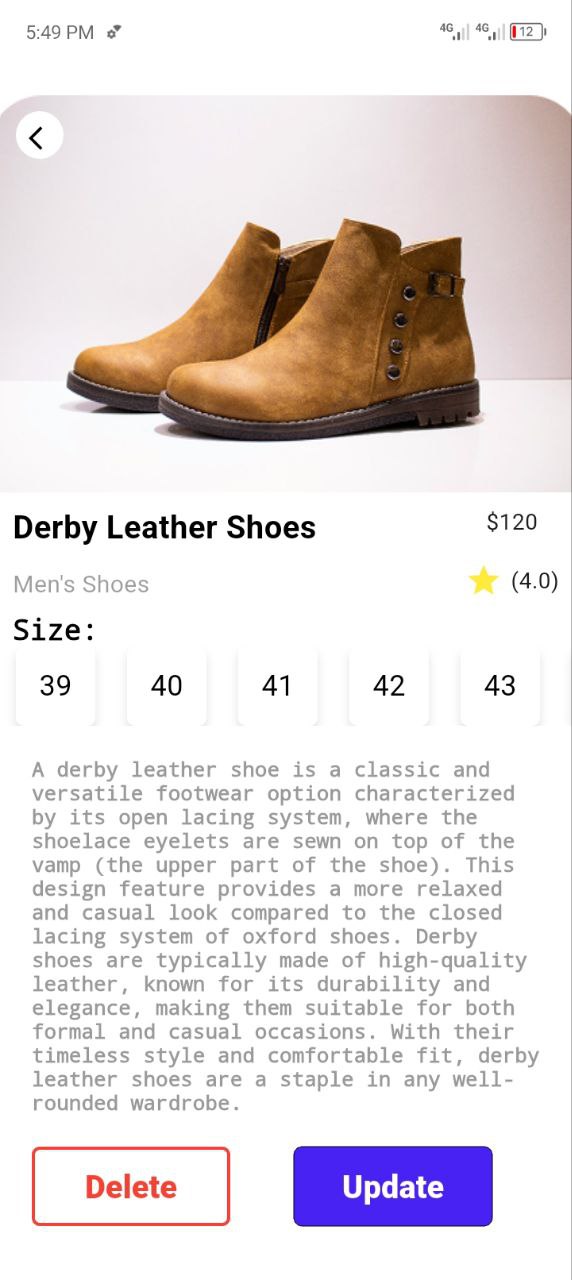 5:49 PM
4G 4G 12
Derby Leather Shoes
$120
Men's Shoes
(4.0)
Size:
39 40 41 42 43
A derby leather shoe is a classic and
versatile footwear option characterized
by its open lacing system, where the
shoelace eyelets are sewn on top of the
vamp (the upper part of the shoe). This
design feature provides a more relaxed
and casual look compared to the closed
lacing system of oxford shoes. Derby
shoes are typically made of high-quality
leather, known for its durability and
elegance, making them suitable for both
formal and casual occasions. With their
timeless style and comfortable fit, derby
leather shoes are a staple in any well-
rounded wardrobe.
Delete Update